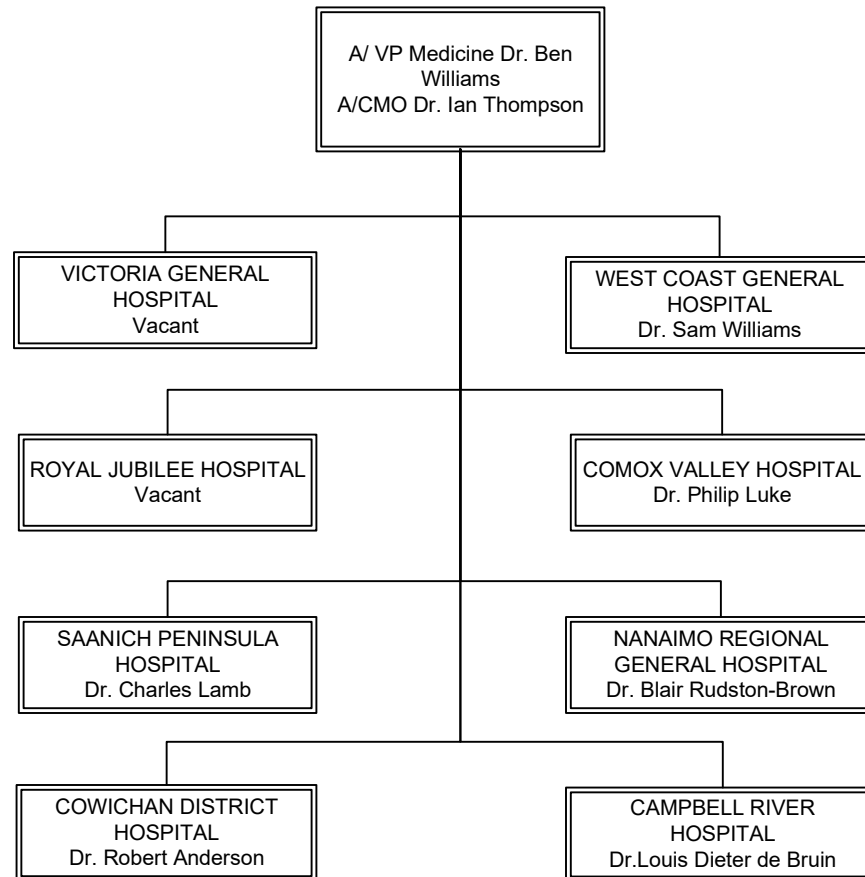 A/ VP Medicine Dr. Ben
Williams
A/CMO Dr. Ian Thompson
VICTORIA GENERAL
HOSPITAL
Vacant
WEST COAST GENERAL
HOSPITAL
Dr. Sam Williams
ROYAL JUBILEE HOSPITAL
Vacant
COMOX VALLEY HOSPITAL
Dr. Philip Luke
SAANICH PENINSULA
HOSPITAL
Dr. Charles Lamb
NANAIMO REGIONAL
GENERAL HOSPITAL
Dr. Blair Rudston-Brown
COWICHAN DISTRICT
HOSPITAL
Dr. Robert Anderson
CAMPBELL RIVER
HOSPITAL
Dr.Louis Dieter de Bruin